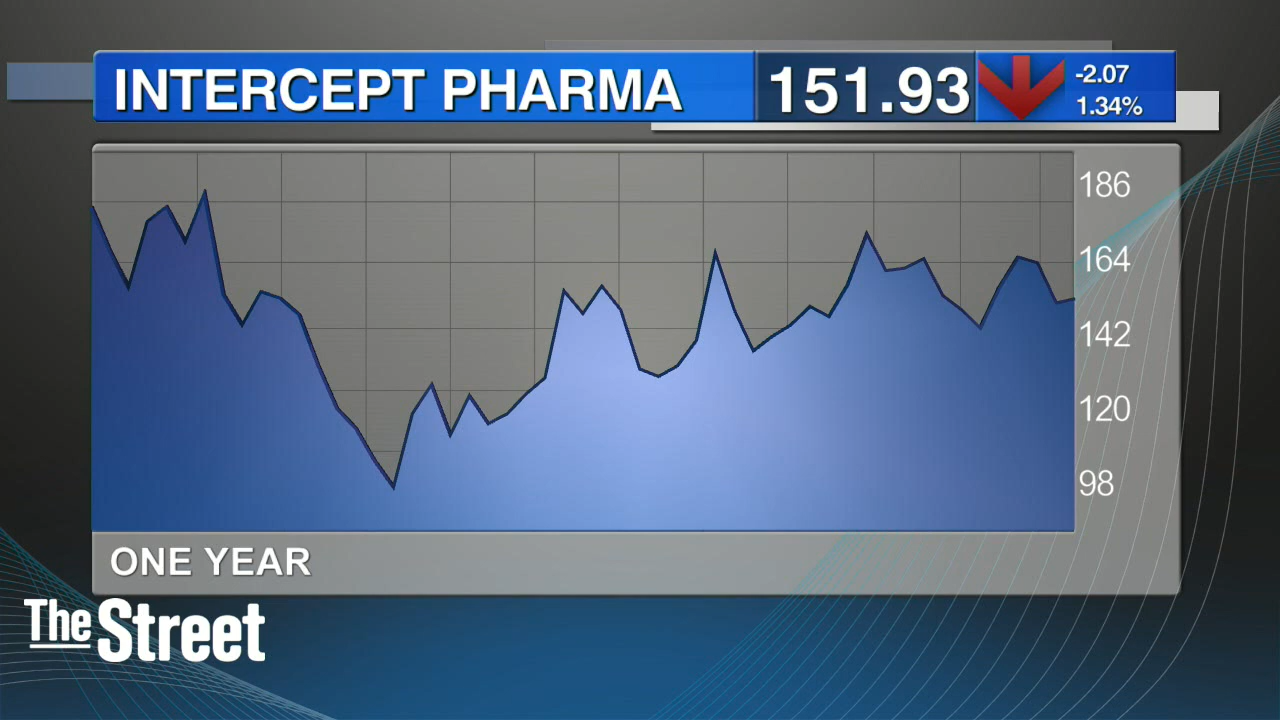 INTERCEPT PHARMA 151.93 -2.07
1.34%
186
164
142
120
98
ONE YEAR
The Street